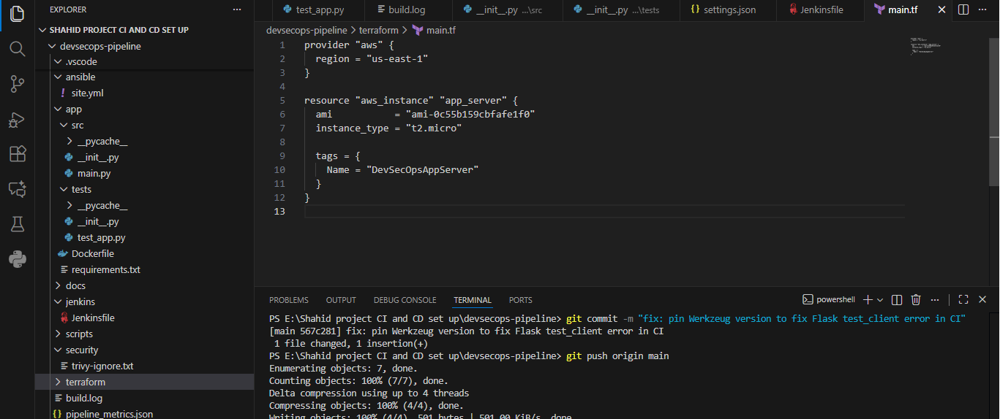 EXPLORER
SHAHID PROJECT CI AND CD SET UP
devsecops-pipeline
.vscode
ansible
site.yml
app
src
__pycache__
__init__.py
main.py
tests
__pycache__
__init__.py
test_app.py
Dockerfile
requirements.txt
docs
jenkins
Jenkinsfile
scripts
security
trivy-ignore.txt
terraform
build.log
pipeline_metrics.json
test_app.py build.log __init__.py ...\src __init__.py ...\tests settings.json Jenkinsfile main.tf
devsecops-pipeline > terraform > main.tf
1 provider "aws" {
2 region = "us-east-1"
3 }
4
5 resource "aws_instance" "app_server" {
6 ami           = "ami-0c55b159cbfafe1f0"
7 instance_type = "t2.micro"
8
9 tags = {
10 Name = "DevSecOpsAppServer"
11 }
12 }
13
PROBLEMS OUTPUT DEBUG CONSOLE TERMINAL PORTS powershell
PS E:\Shahid project CI and CD set up\devsecops-pipeline> git commit -m "fix: pin Werkzeug version to fix Flask test_client error in CI"
[main 567c281] fix: pin Werkzeug version to fix Flask test_client error in CI
1 file changed, 1 insertion(+)
PS E:\Shahid project CI and CD set up\devsecops-pipeline> git push origin main
Enumerating objects: 7, done.
Counting objects: 100% (7/7), done.
Delta compression using up to 4 threads
Compressing objects: 100% (4/4), done.
Writing objects: 100% (4/4), 501 bytes | 501.00 KiB/s, done.